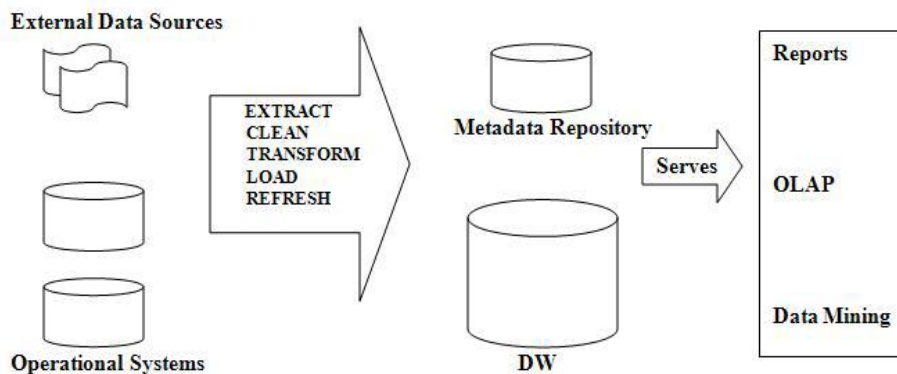 External Data Sources
EXTRACT
CLEAN
TRANSFORM
LOAD
REFRESH
Operational Systems
Metadata Repository
DW
Serves
Reports
OLAP
Data Mining